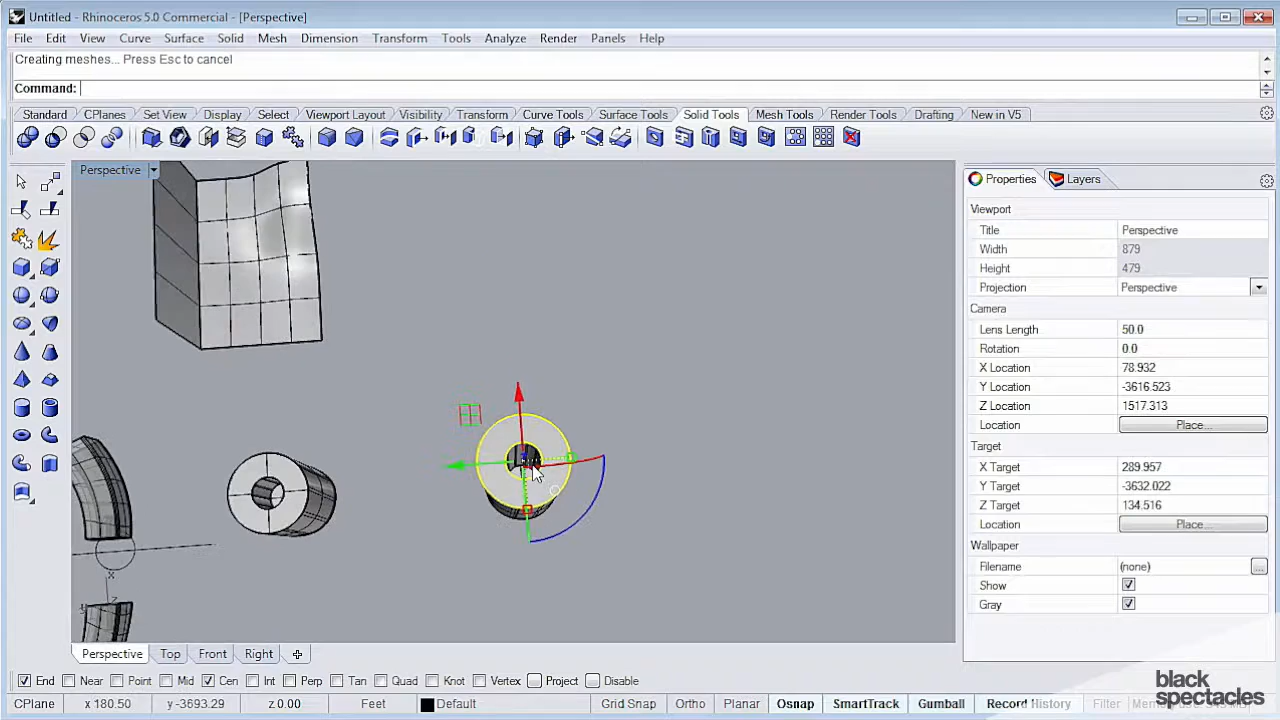 Untitled - Rhinoceros 5.0 Commercial - [Perspective]
File Edit View Curve Surface Solid Mesh Dimension Transform Tools Analyze Render Panels Help
Creating meshes... Press Esc to cancel
Command:
Standard CPlanes Set View Display Select Viewport Layout Visibility Transform Curve Tools Surface Tools Solid Tools Mesh Tools Render Tools Drafting New in V5
Perspective
Properties Layers
Viewport
Title Perspective
Width 879
Height 479
Projection Perspective
Camera
Lens Length 50.0
Rotation 0.0
X Location 78.932
Y Location -3616.523
Z Location 1517.313
Location Place...
Target
X Target 289.957
Y Target -3632.022
Z Target 134.516
Location Place...
Wallpaper
Filename (none) ...
Show
Gray
x
z
Perspective Top Front Right
End Near Point Mid Cen Int Perp Tan Quad Knot Vertex Project Disable
black
spectacles
CPlane x 180.50 y -3693.29 z 0.00 Feet Default Grid Snap Ortho Planar Osnap SmartTrack Gumball Record History Filter